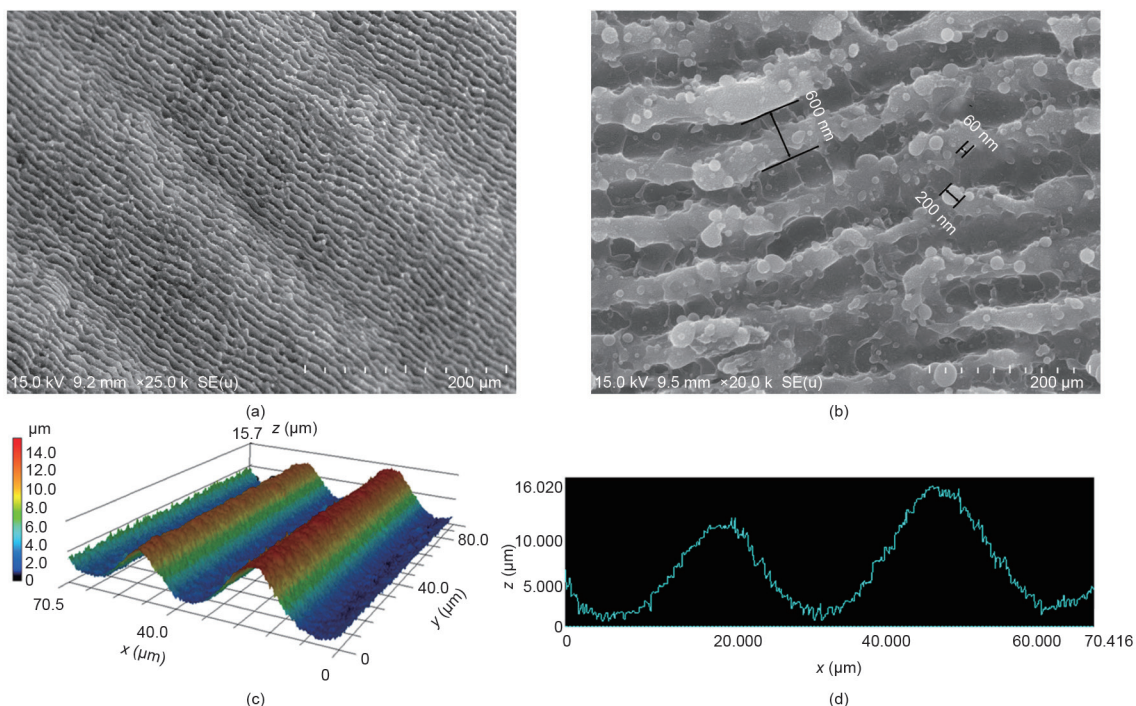 15.0 kV 9.2 mm ×25.0 k SE(u)
200 µm
(a)
600 nm
60 nm
200 nm
15.0 kV 9.5 mm ×20.0 k SE(u)
200 µm
(b)
µm
14.0
12.0
10.0
8.0
6.0
4.0
2.0
0
15.7
z (µm)
80.0
40.0
y (µm)
0
70.5
40.0
x (µm)
0
(c)
16.020
10.000
5.000
0
z (µm)
0
20.000
40.000
60.000
70.416
x (µm)
(d)